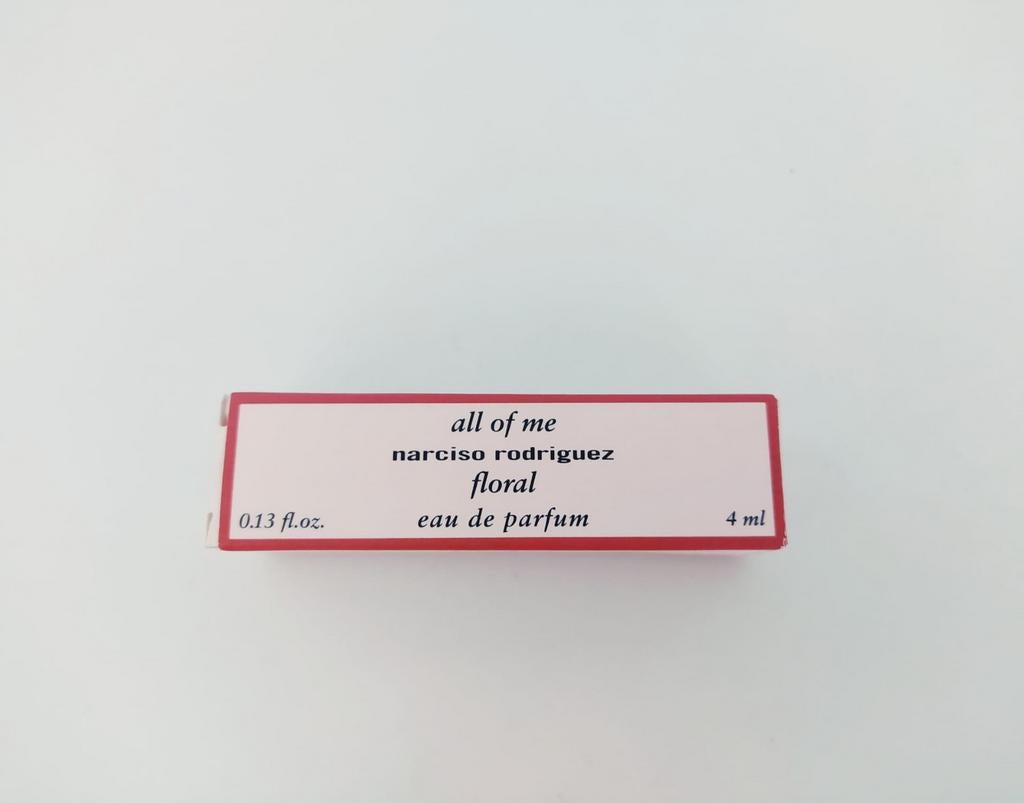 all of me
narciso rodriguez
floral
0.13 fl.oz. eau de parfum 4 ml